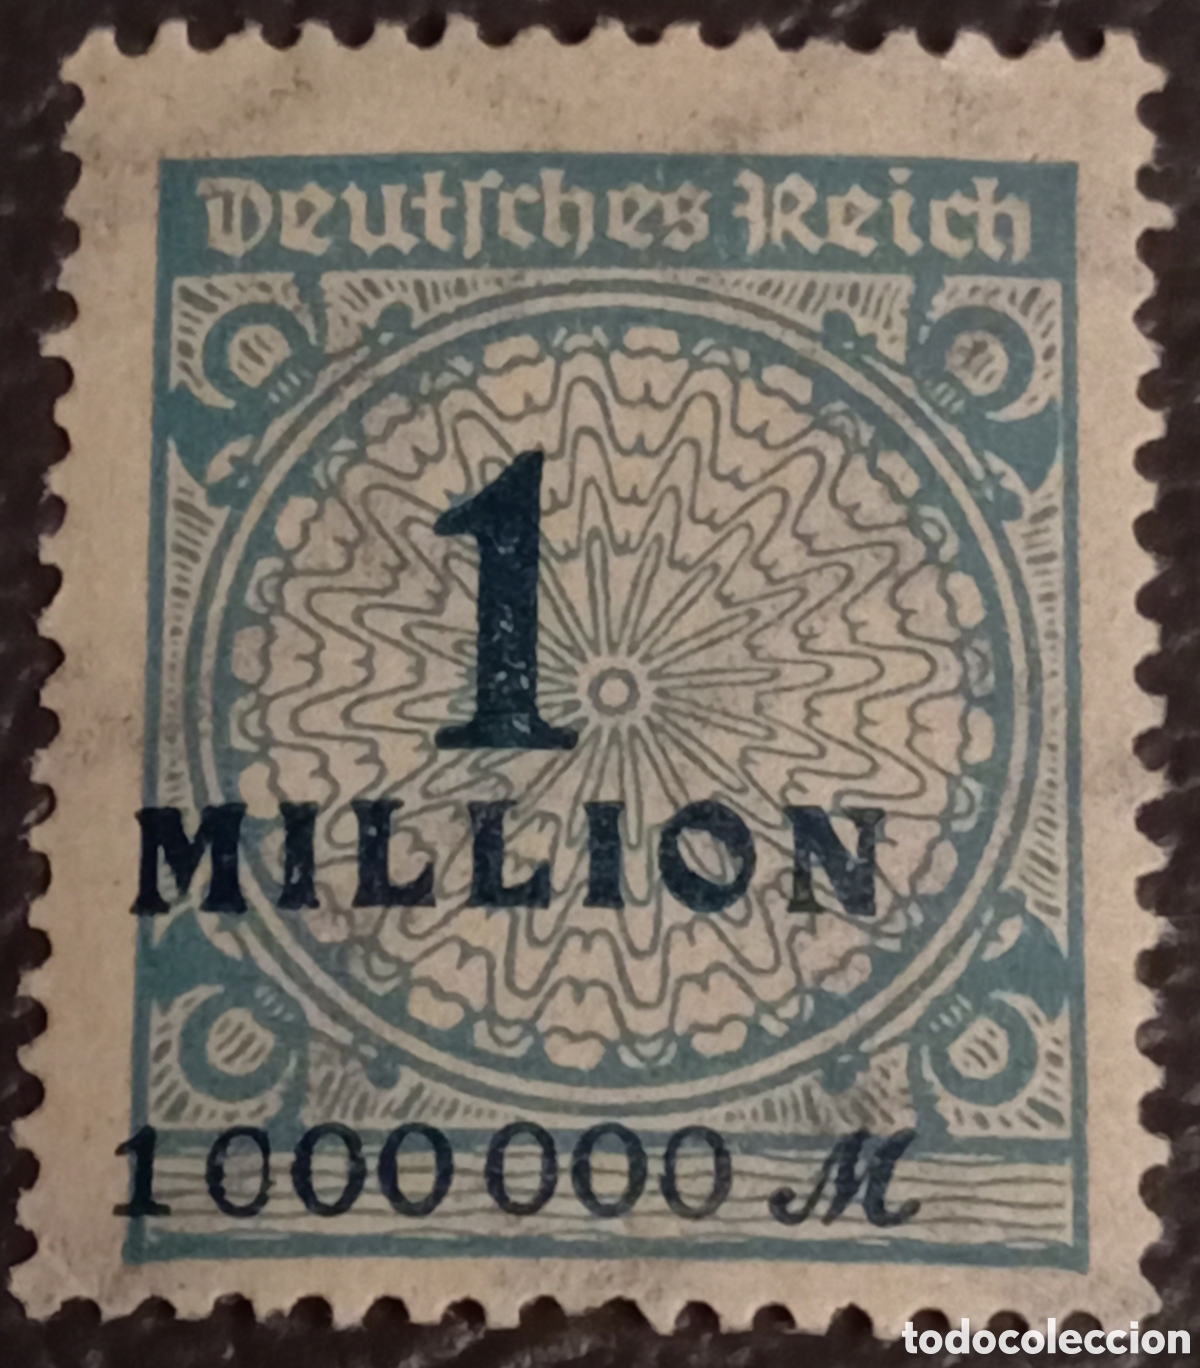 Deutſches Reich
1
MILLION
1000000 M
todocoleccion